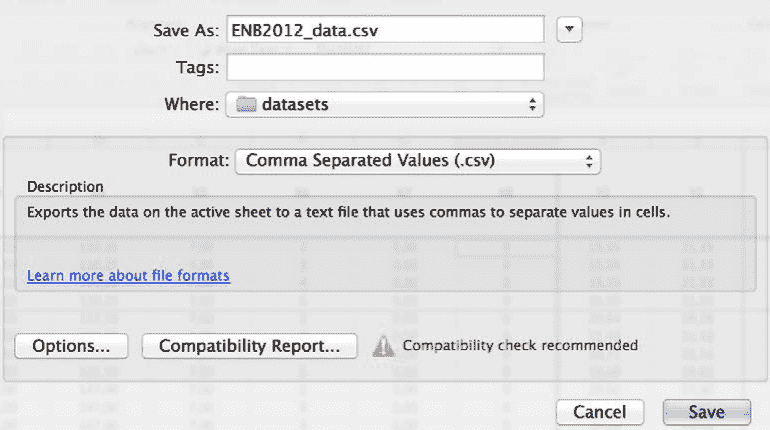 Save As: ENB2012_data.csv
Tags:
Where: datasets
Format: Comma Separated Values (.csv)
Description
Exports the data on the active sheet to a text file that uses commas to separate values in cells.
Learn more about file formats
Options... Compatibility Report... Compatibility check recommended
Cancel Save